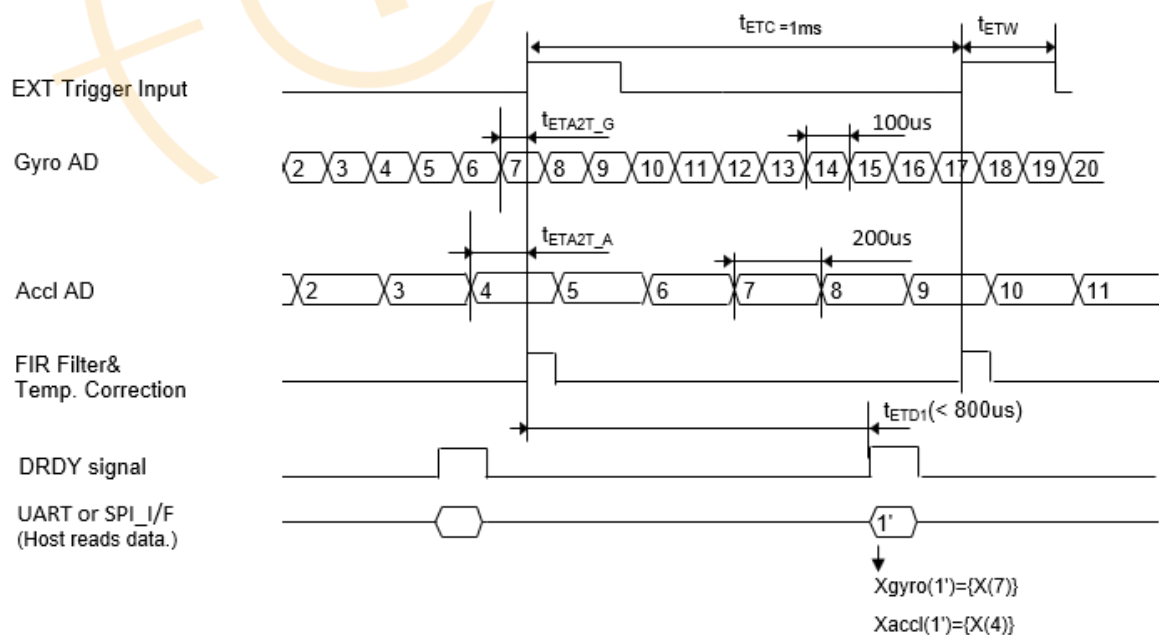 tETC =1ms
tETW
EXT Trigger Input
tETA2T_G
100us
Gyro AD
2 3 4 5 6 7 8 9 10 11 12 13 14 15 16 17 18 19 20
tETA2T_A
200us
Accl AD
2 3 4 5 6 7 8 9 10 11
FIR Filter&
Temp. Correction
tETD1(< 800us)
DRDY signal
UART or SPI_I/F
(Host reads data.)
1'
Xgyro(1')={X(7)}
Xaccl(1')={X(4)}